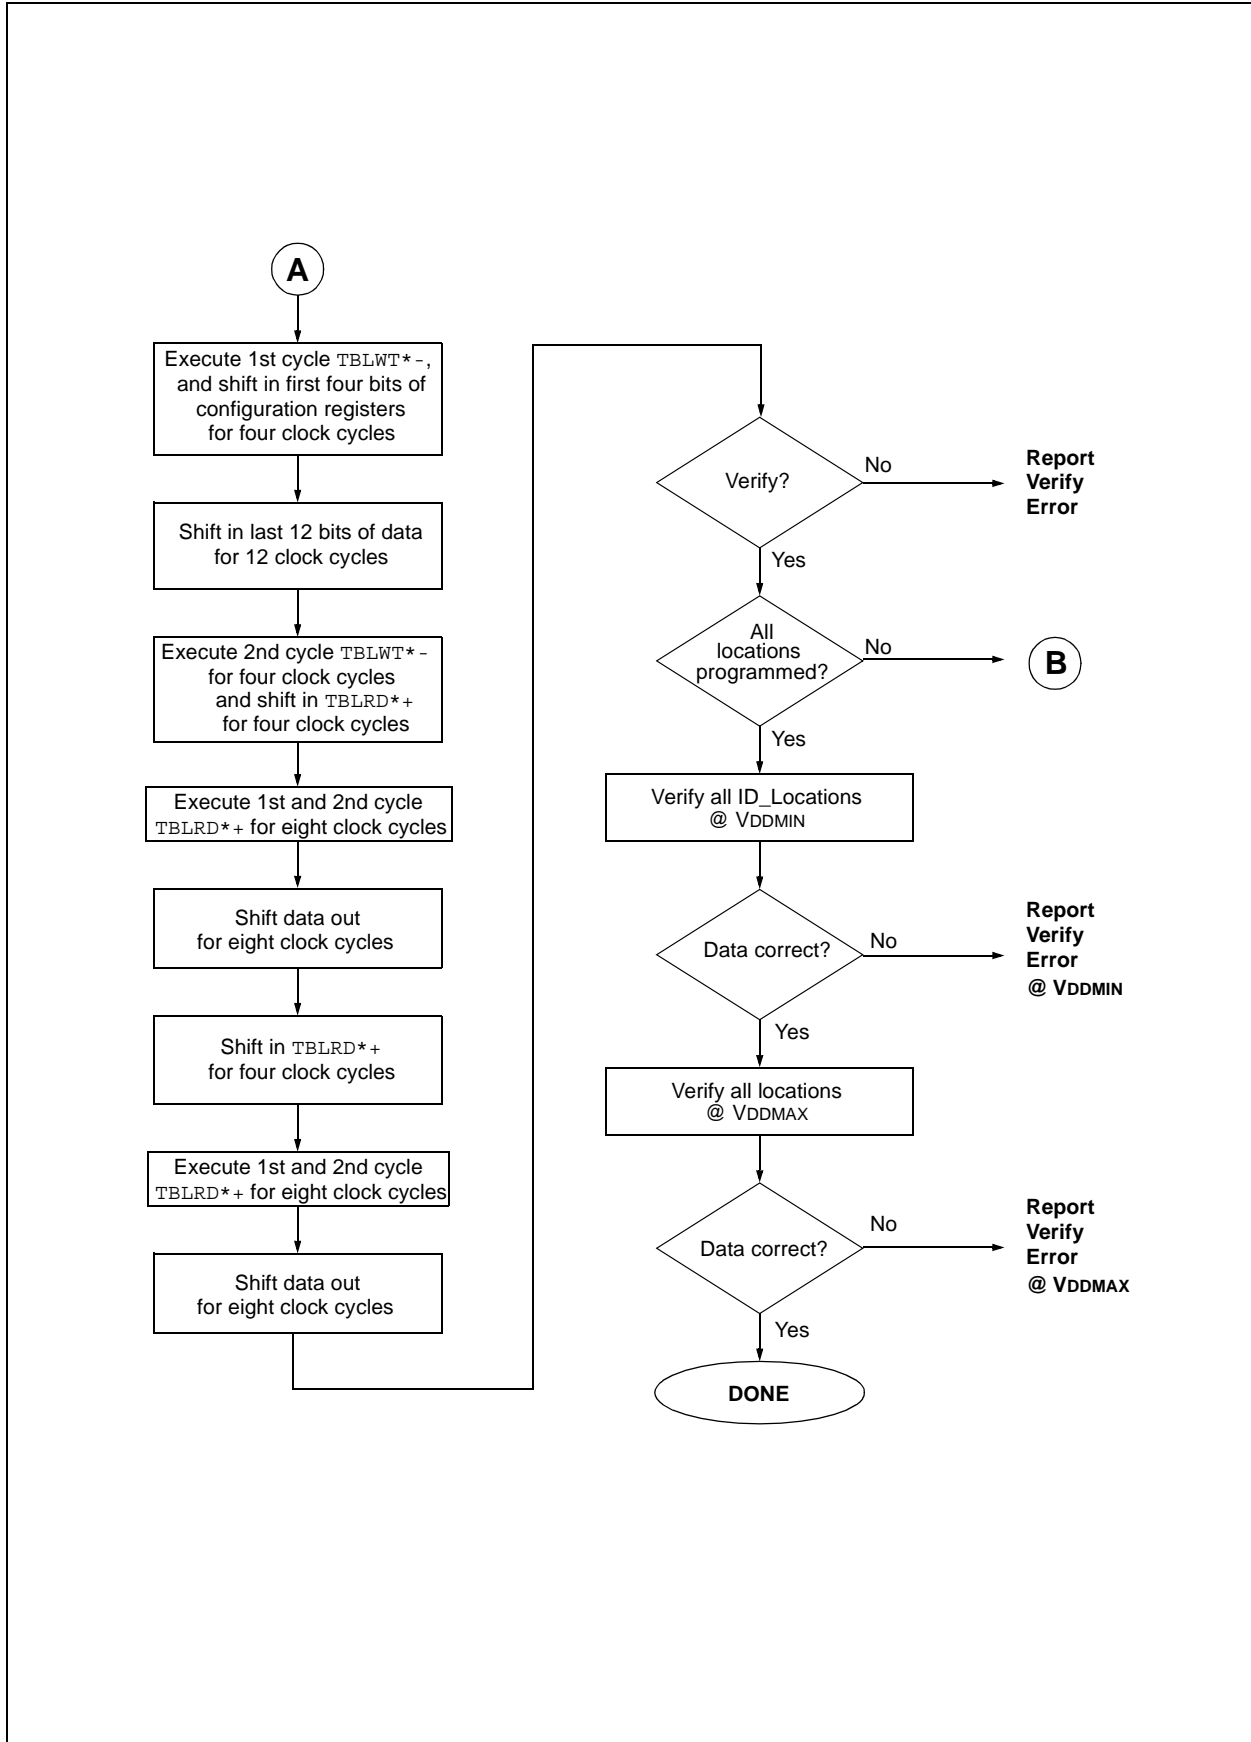 A
Execute 1st cycle TBLWT*-,
and shift in first four bits of
configuration registers
for four clock cycles
Shift in last 12 bits of data
for 12 clock cycles
Execute 2nd cycle TBLWT*-
for four clock cycles
and shift in TBLRD*+
for four clock cycles
Execute 1st and 2nd cycle
TBLRD*+ for eight clock cycles
Shift data out
for eight clock cycles
Shift in TBLRD*+
for four clock cycles
Execute 1st and 2nd cycle
TBLRD*+ for eight clock cycles
Shift data out
for eight clock cycles
Verify?
No
Report
Verify
Error
Yes
All
locations
programmed?
No
B
Yes
Verify all ID_Locations
@ VDDMIN
Data correct?
No
Report
Verify
Error
@ VDDMIN
Yes
Verify all locations
@ VDDMAX
Data correct?
No
Report
Verify
Error
@ VDDMAX
Yes
DONE